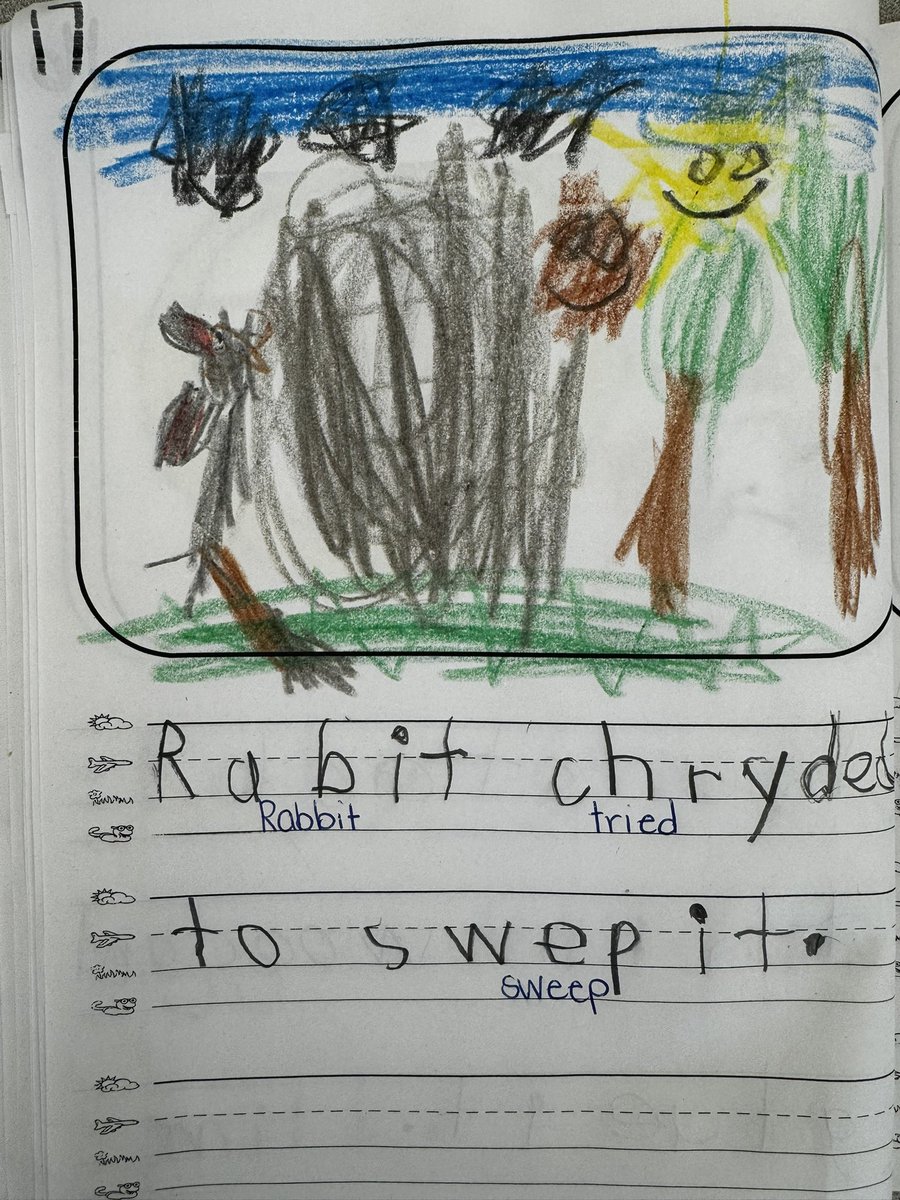 17
Rabit chryded
Rabbit tried
to swep it.
sweep